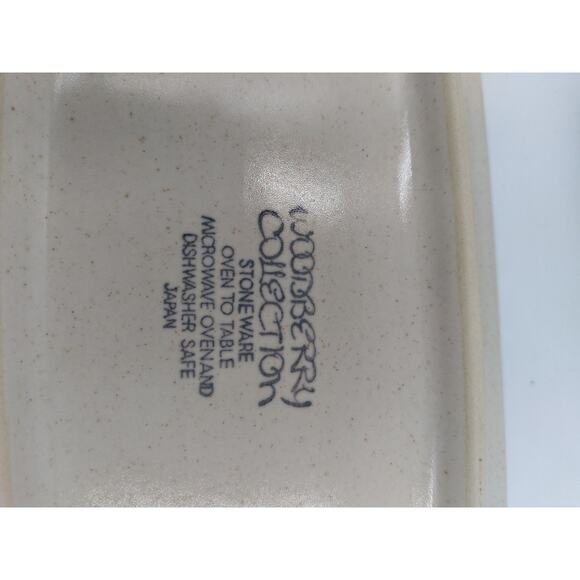 WOODBERRY
COLLECTION
STONEWARE
OVEN TO TABLE
MICROWAVE OVEN AND
DISHWASHER SAFE
JAPAN